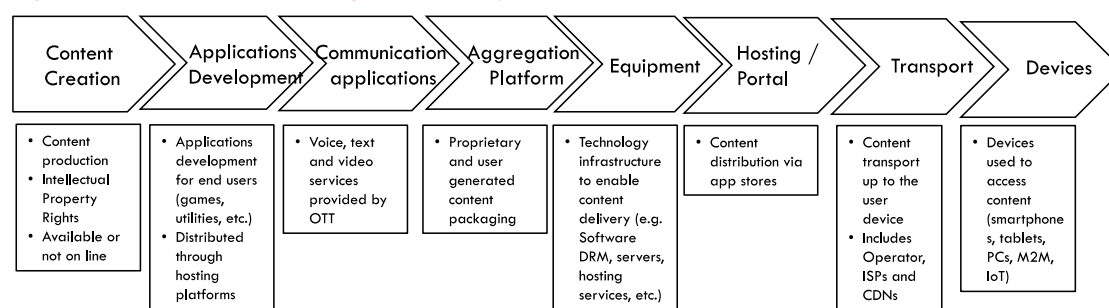 Content
Creation
Applications
Development
Communication
applications
Aggregation
Platform
Equipment
Hosting /
Portal
Transport
Devices
• Content
production
• Intellectual
Property
Rights
• Available or
not on line
• Applications
development
for end users
(games,
utilities, etc.)
• Distributed
through
hosting
platforms
• Voice, text
and video
services
provided by
OTT
• Proprietary
and user
generated
content
packaging
• Technology
infrastructure
to enable
content
delivery (e.g.
Software
DRM, servers,
hosting
services, etc.)
• Content
distribution via
app stores
• Content
transport
up to the
user
device
• Includes
Operator,
ISPs and
CDNs
• Devices
used to
access
content
(smartphone
s, tablets,
PCs, M2M,
IoT)